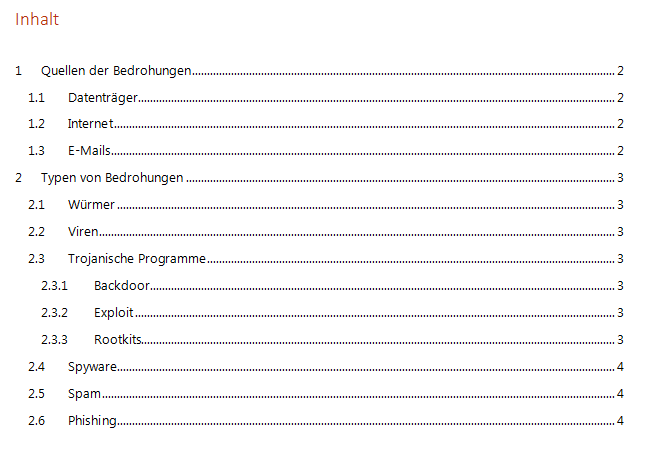 Inhalt
1 Quellen der Bedrohungen 2
1.1 Datenträger 2
1.2 Internet 2
1.3 E-Mails 2
2 Typen von Bedrohungen 3
2.1 Würmer 3
2.2 Viren 3
2.3 Trojanische Programme 3
2.3.1 Backdoor 3
2.3.2 Exploit 3
2.3.3 Rootkits 3
2.4 Spyware 4
2.5 Spam 4
2.6 Phishing 4